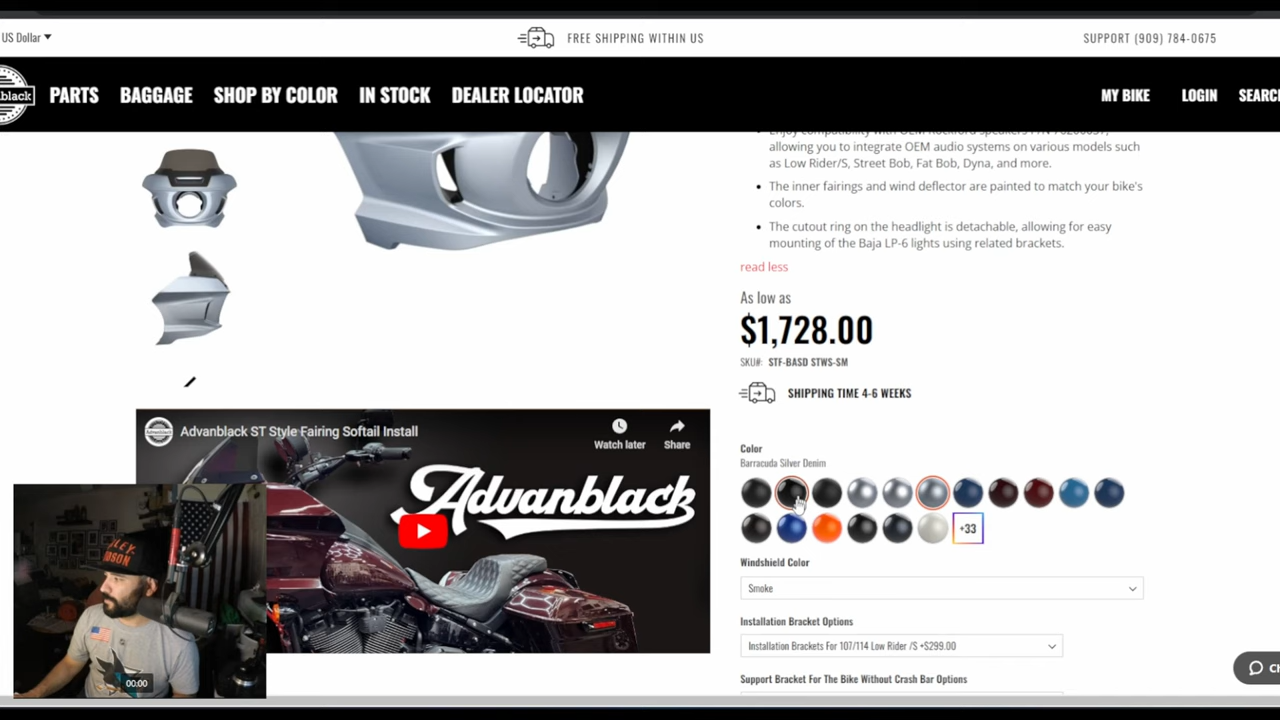 US Dollar
FREE SHIPPING WITHIN US
SUPPORT (909) 784-0675
black
PARTS
BAGGAGE
SHOP BY COLOR
IN STOCK
DEALER LOCATOR
MY BIKE
LOGIN
SEARC
allowing you to integrate OEM audio systems on various models such
as Low Rider/S, Street Bob, Fat Bob, Dyna, and more.
The inner fairings and wind deflector are painted to match your bike's
colors.
The cutout ring on the headlight is detachable, allowing for easy
mounting of the Baja LP-6 lights using related brackets.
read less
As low as
$1,728.00
SKU#: STF-BASD STWS-SM
SHIPPING TIME 4-6 WEEKS
Advanblack
Advanblack ST Style Fairing Softail Install
Watch later
Share
Advanblack
Color
Barracuda Silver Denim
+33
Windshield Color
Smoke
Installation Bracket Options
Installation Brackets For 107/114 Low Rider /S +$299.00
Support Bracket For The Bike Without Crash Bar Options
00:00
Ch